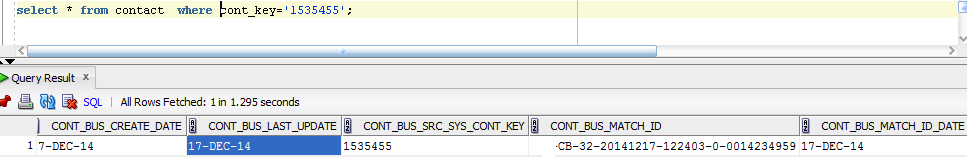 select * from contact where cont_key='1535455';
Query Result x
SQL | All Rows Fetched: 1 in 1.295 seconds
CONT_BUS_CREATE_DATE CONT_BUS_LAST_UPDATE CONT_BUS_SRC_SYS_CONT_KEY CONT_BUS_MATCH_ID CONT_BUS_MATCH_ID_DATE
1 7-DEC-14 17-DEC-14 1535455 -CB-32-20141217-122403-0-0014234959 17-DEC-14